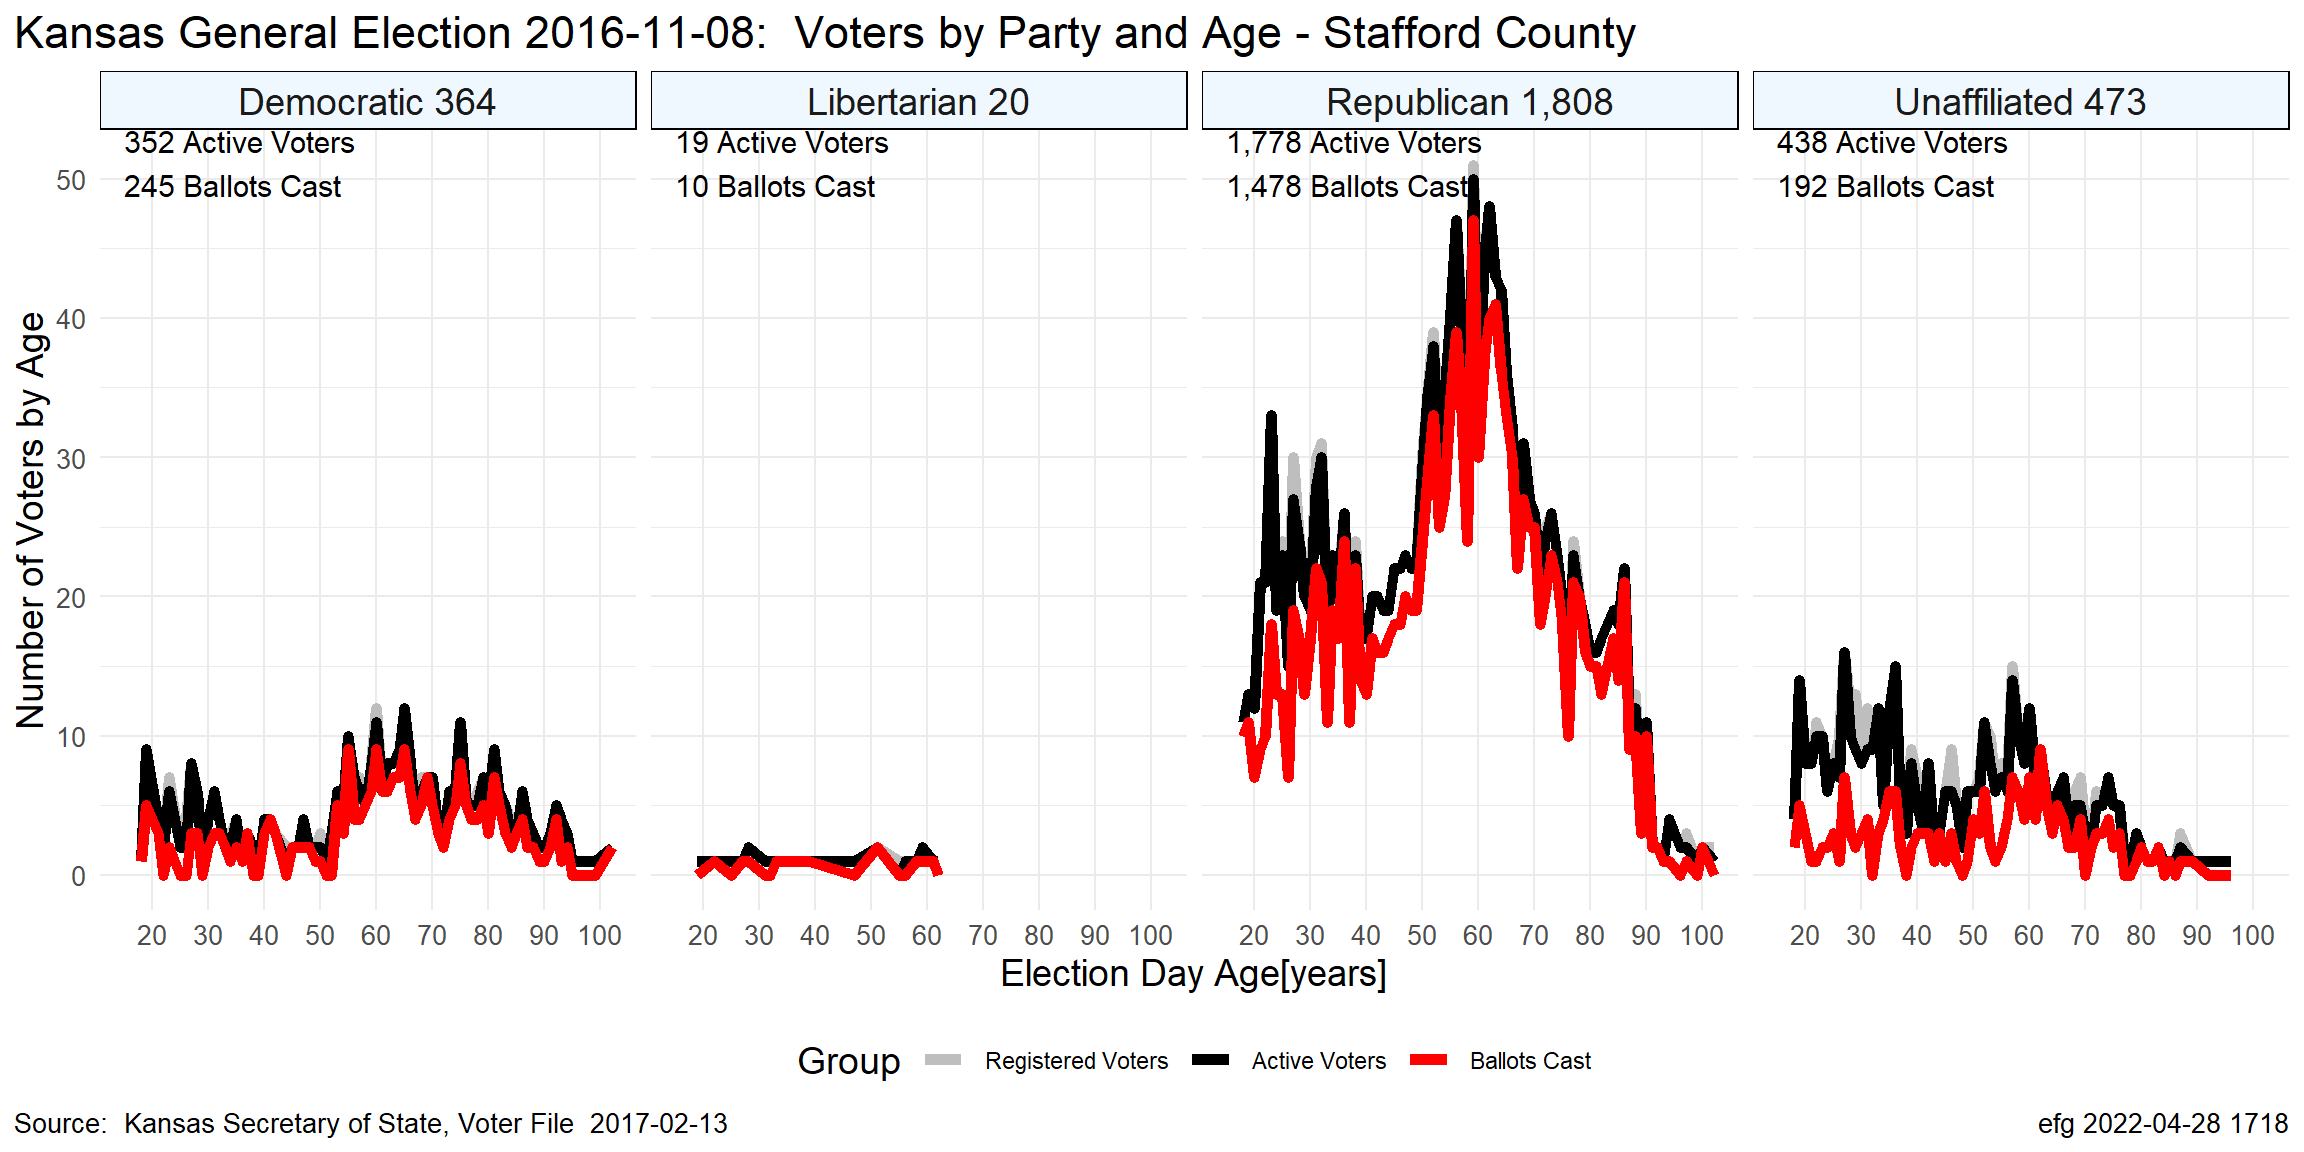 Kansas General Election 2016-11-08:  Voters by Party and Age - Stafford County
Democratic 364
Libertarian 20
Republican 1,808
Unaffiliated 473
352 Active Voters
245 Ballots Cast
19 Active Voters
10 Ballots Cast
1,778 Active Voters
1,478 Ballots Cast
438 Active Voters
192 Ballots Cast
Number of Voters by Age
50
40
30
20
10
0
20 30 40 50 60 70 80 90 100
20 30 40 50 60 70 80 90 100
20 30 40 50 60 70 80 90 100
20 30 40 50 60 70 80 90 100
Election Day Age[years]
Group Registered Voters Active Voters Ballots Cast
Source:  Kansas Secretary of State, Voter File  2017-02-13
efg 2022-04-28 1718